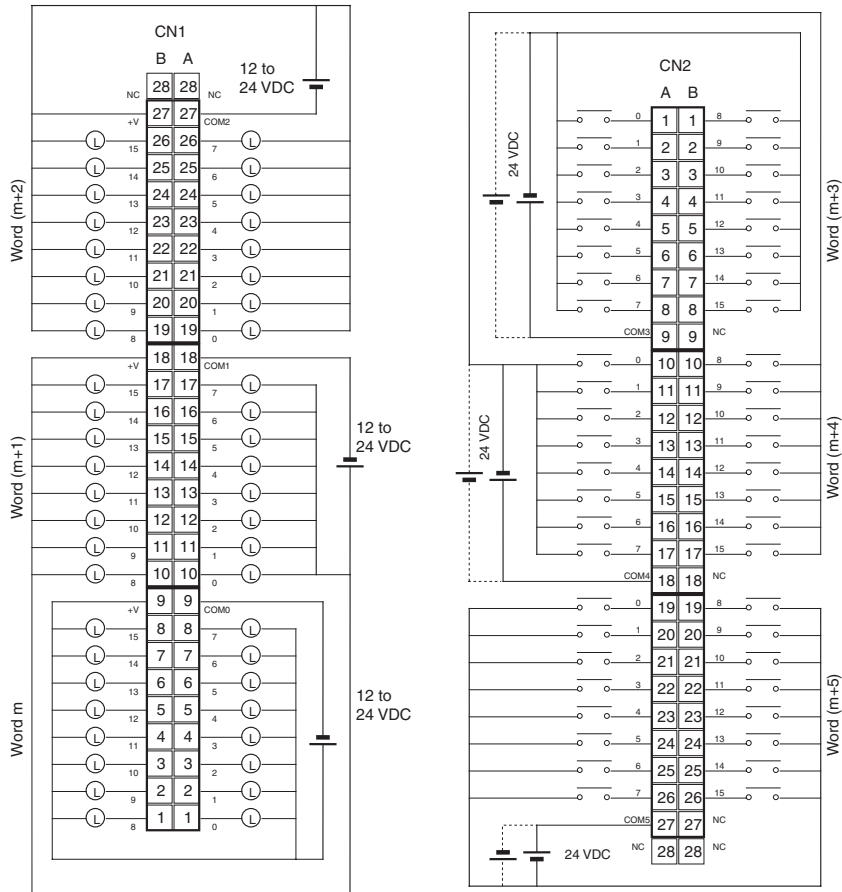 CN1
B A
12 to
24 VDC
NC 28 28 NC
+V 27 27 COM2
L 15 26 26 7 L
L 14 25 25 6 L
L 13 24 24 5 L
L 12 23 23 4 L
L 11 22 22 3 L
L 10 21 21 2 L
L 9 20 20 1 L
L 8 19 19 0 L
Word (m+2)
+V 18 18 COM1
L 15 17 17 7 L
L 14 16 16 6 L
L 13 15 15 5 L
L 12 14 14 4 L
L 11 13 13 3 L
L 10 12 12 2 L
L 9 11 11 1 L
L 8 10 10 0 L
Word (m+1)
12 to
24 VDC
+V 9 9 COM0
L 15 8 8 7 L
L 14 7 7 6 L
L 13 6 6 5 L
L 12 5 5 4 L
L 11 4 4 3 L
L 10 3 3 2 L
L 9 2 2 1 L
L 8 1 1 0 L
Word m
12 to
24 VDC
CN2
A B
0 1 1 8
1 2 2 9
2 3 3 10
3 4 4 11
4 5 5 12
5 6 6 13
6 7 7 14
7 8 8 15
COM3 9 9 NC
24 VDC
Word (m+3)
0 10 10 8
1 11 11 9
2 12 12 10
3 13 13 11
4 14 14 12
5 15 15 13
6 16 16 14
7 17 17 15
COM4 18 18 NC
24 VDC
Word (m+4)
0 19 19 8
1 20 20 9
2 21 21 10
3 22 22 11
4 23 23 12
5 24 24 13
6 25 25 14
7 26 26 15
COM5 27 27 NC
NC 28 28 NC
24 VDC
Word (m+5)